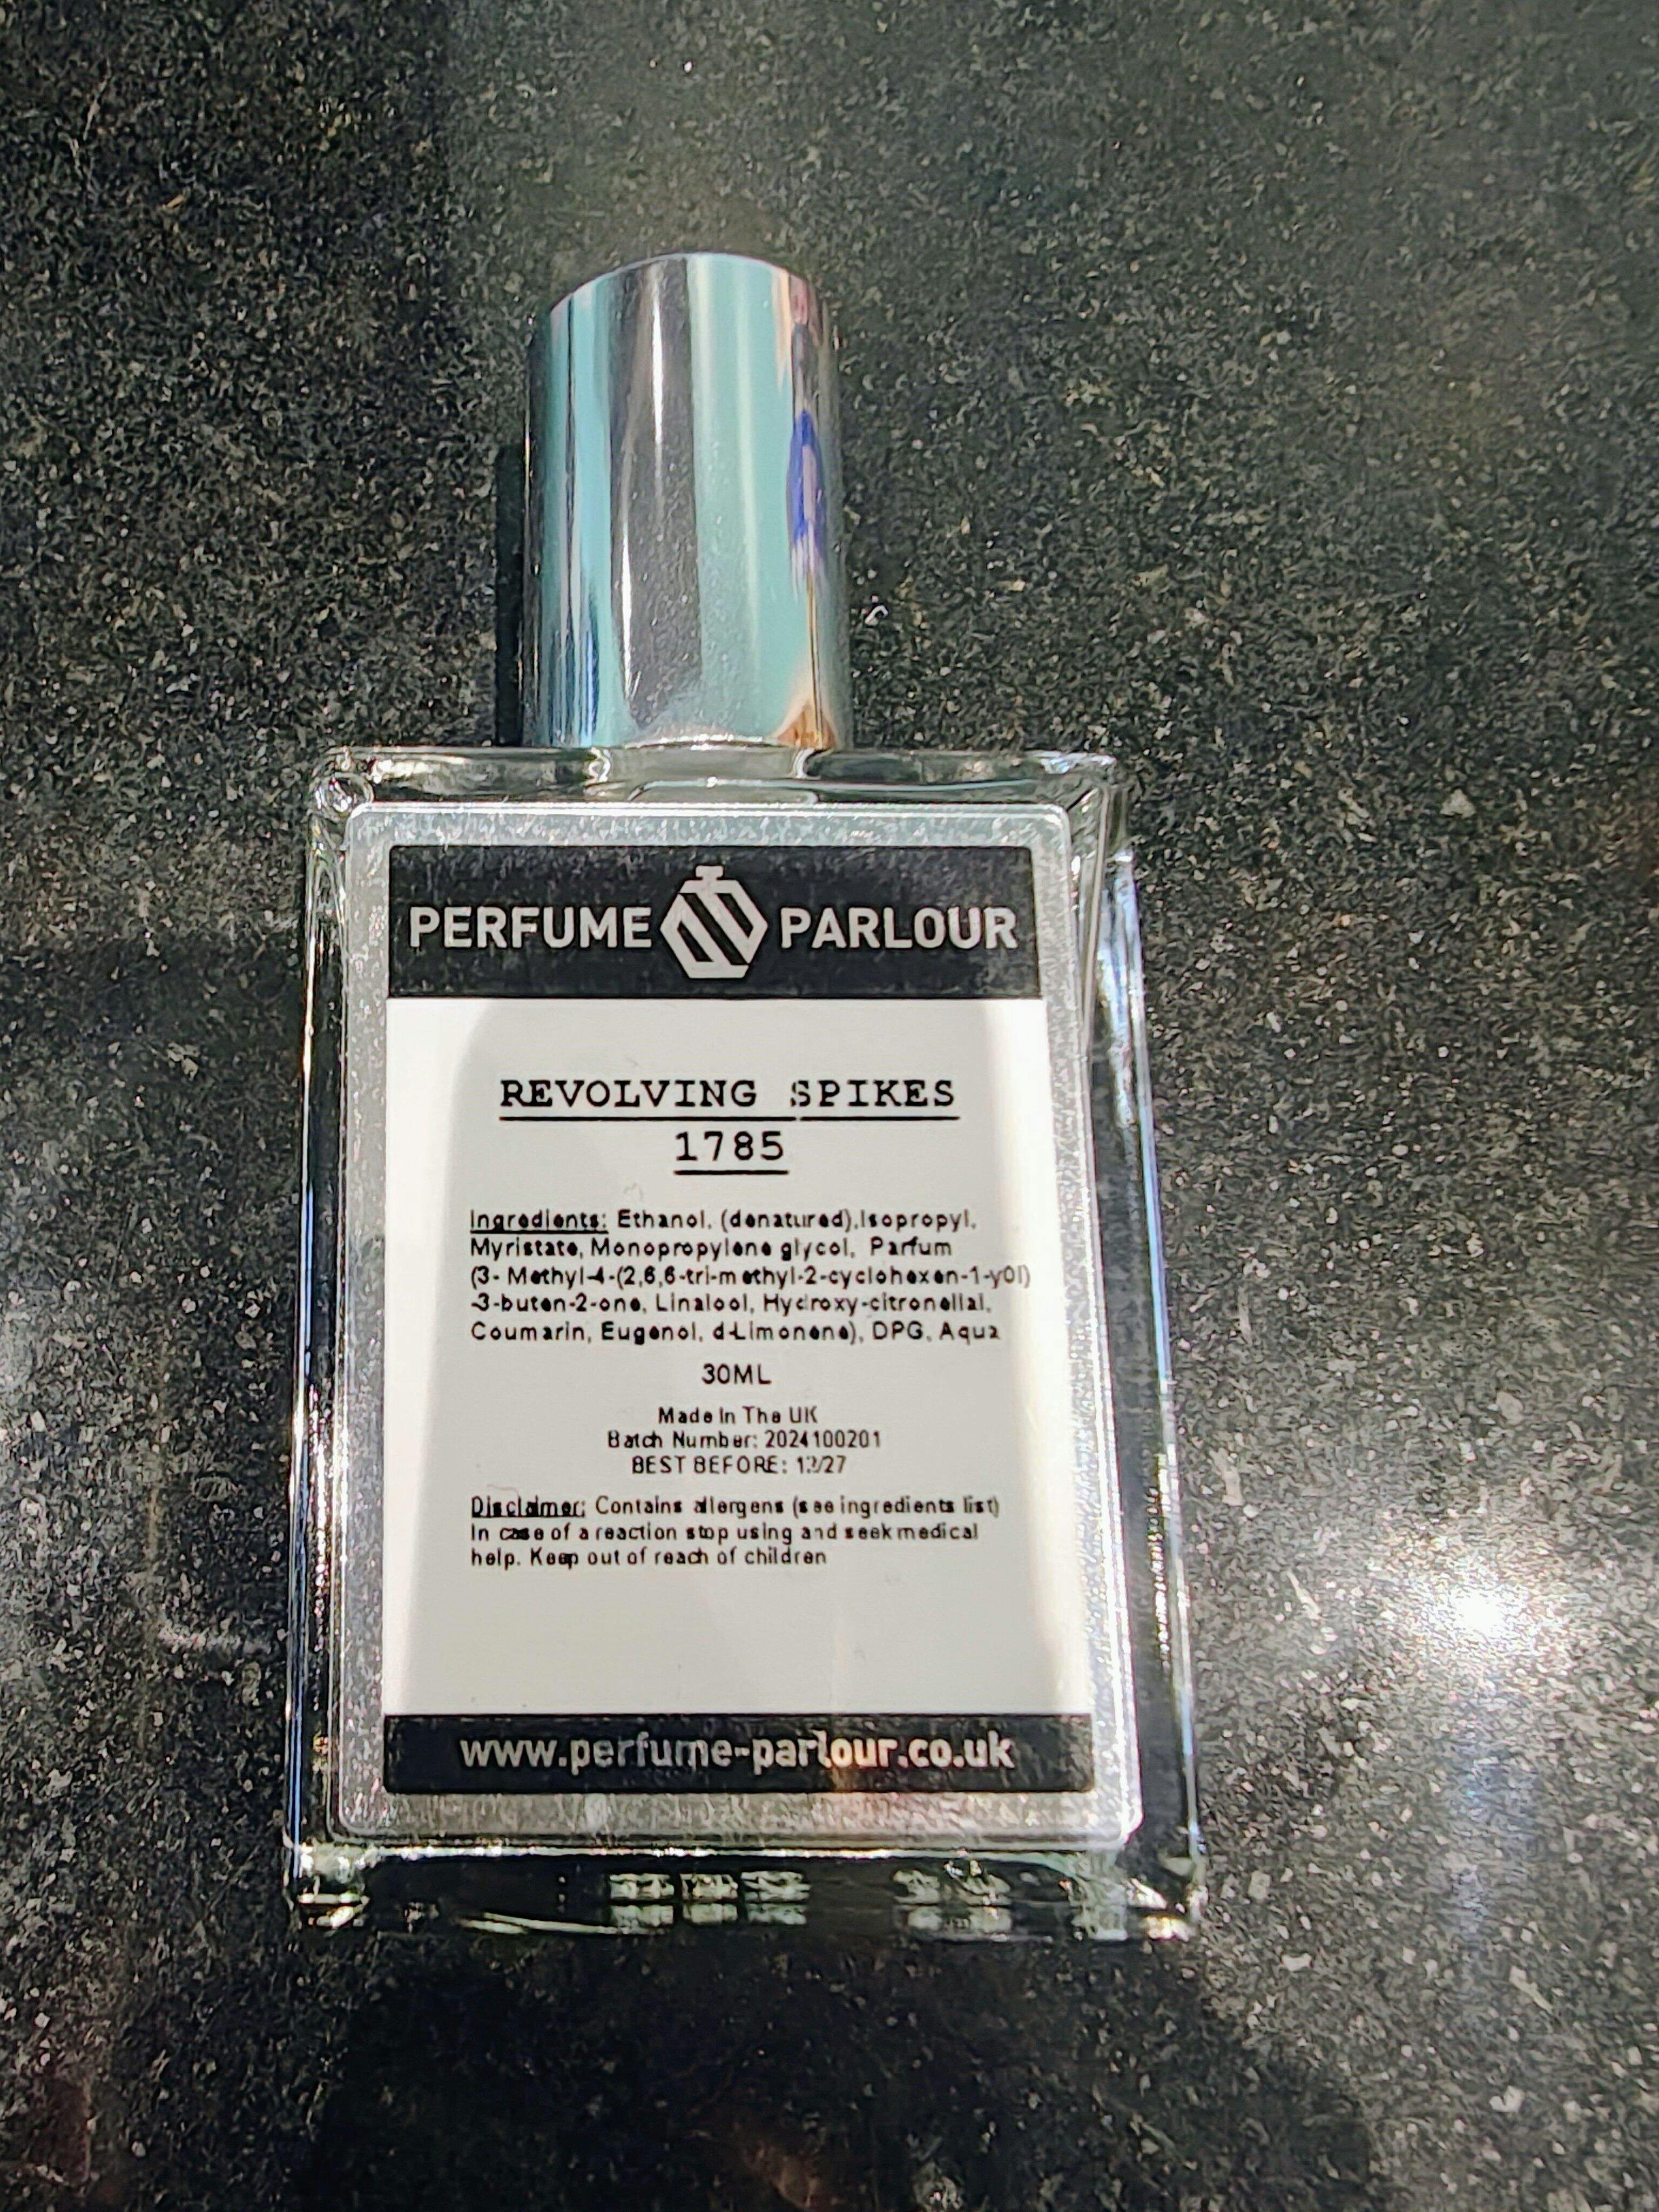 PERFUME PARLOUR
REVOLVING SPIKES
1785
Ingredients: Ethanol, (denatured),Isopropyl,
Myristate, Monopropylene glycol, Parfum
(3- Methyl-4-(2,6,6-tri-methyl-2-cyclohexen-1-y0l)
-3-buten-2-one, Linalool, Hydroxy-citronellal,
Coumarin, Eugenol, d-Limonene), DPG, Aqua
30ML
Made In The UK
Batch Number: 2024100201
BEST BEFORE: 12/27
Disclaimer: Contains allergens (see ingredients list)
In case of a reaction stop using and seek medical
help. Keep out of reach of children
www.perfume-parlour.co.uk